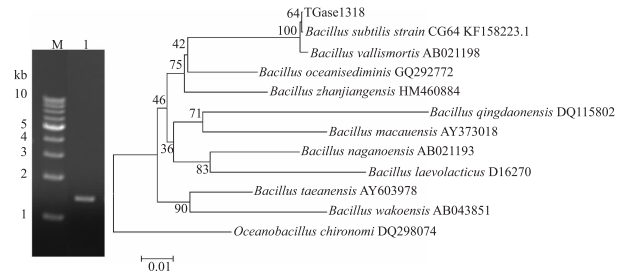 M 1
kb
10
5
4
3
2
1
64 TGase1318
100 Bacillus subtilis strain CG64 KF158223.1
42
Bacillus vallismortis AB021198
75
Bacillus oceanisediminis GQ292772
Bacillus zhanjiangensis HM460884
46
71 Bacillus qingdaonensis DQ115802
Bacillus macauensis AY373018
36
Bacillus naganoensis AB021193
83
Bacillus laevolacticus D16270
Bacillus taeanensis AY603978
90
Bacillus wakoensis AB043851
Oceanobacillus chironomi DQ298074
0.01